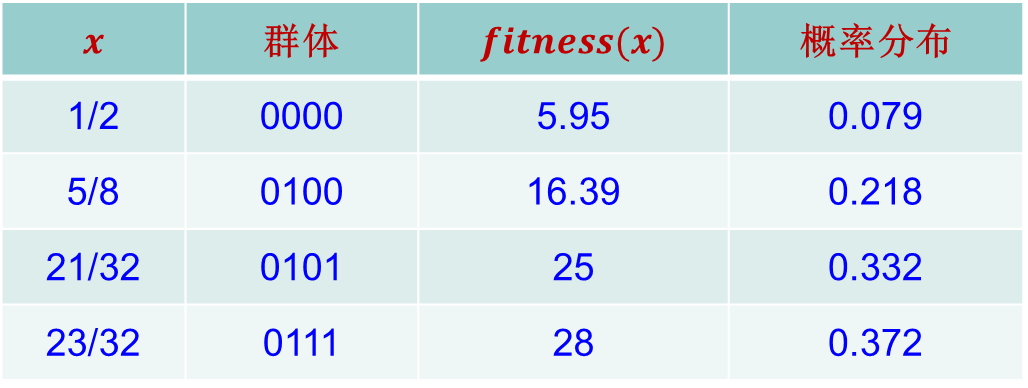 x 群体 fitness(x) 概率分布
1/2 0000 5.95 0.079
5/8 0100 16.39 0.218
21/32 0101 25 0.332
23/32 0111 28 0.372